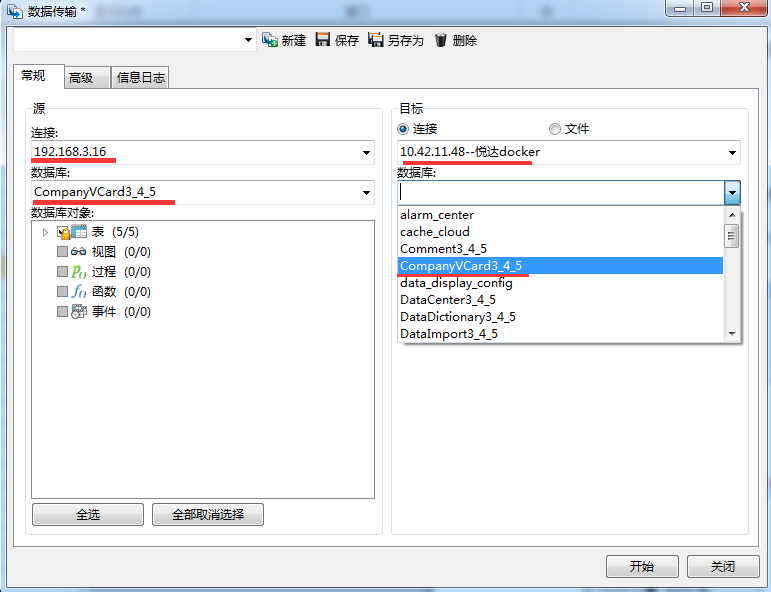 数据传输 *
新建 保存 另存为 删除
常规 高级 信息日志
源
连接:
192.168.3.16
数据库:
CompanyVCard3_4_5
数据库对象:
表 (5/5)
视图 (0/0)
过程 (0/0)
函数 (0/0)
事件 (0/0)
全选 全部取消选择
目标
连接 文件
10.42.11.48--悦达docker
数据库:
alarm_center
cache_cloud
Comment3_4_5
CompanyVCard3_4_5
data_display_config
DataCenter3_4_5
DataDictionary3_4_5
DataImport3_4_5
开始 关闭